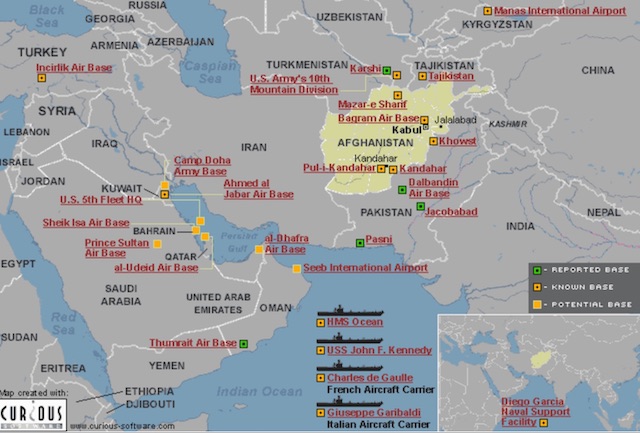 Black
Sea
RUSSIA
GEORGIA
ARMENIA
AZERBAIJAN
Caspian
Sea
UZBEKISTAN
Manas International Airport
KYRGYZSTAN
TURKEY
Incirlik Air Base
TURKMENISTAN
Karshi
TAJIKISTAN
Tajikistan
CHINA
U.S. Army's 10th
Mountain Division
Mazar-e Sharif
Bagram Air Base
Kabul
Jalalabad
KASHMIR
SYRIA
LEBANON
IRAQ
IRAN
AFGHANISTAN
Khowst
ISRAEL
JORDAN
Camp Doha
Army Base
Kandahar
Pul-i-Kandahar
Kandahar
KUWAIT
Ahmed al
Jabar Air Base
Dalbandin
Air Base
U.S. 5th Fleet HQ
PAKISTAN
Jacobabad
NEPAL
Sheik Isa Air Base
BAHRAIN
Persian
Gulf
al-Dhafra
Air Base
Pasni
INDIA
Prince Sultan
Air Base
QATAR
al-Udeid Air Base
Seeb International Airport
EGYPT
SAUDI
ARABIA
UNITED ARAB
EMIRATES
OMAN
REPORTED BASE
KNOWN BASE
POTENTIAL BASE
Red
Sea
HMS Ocean
SUDAN
Thumrait Air Base
USS John F. Kennedy
YEMEN
ERITREA
Charles de Gaulle
French Aircraft Carrier
ETHIOPIA
DJIBOUTI
Indian Ocean
Giuseppe Garibaldi
Italian Aircraft Carrier
Diego Garcia
Naval Support
Facility
Map created with:
CURIOUS
SOFTWARE
www.curious-software.com